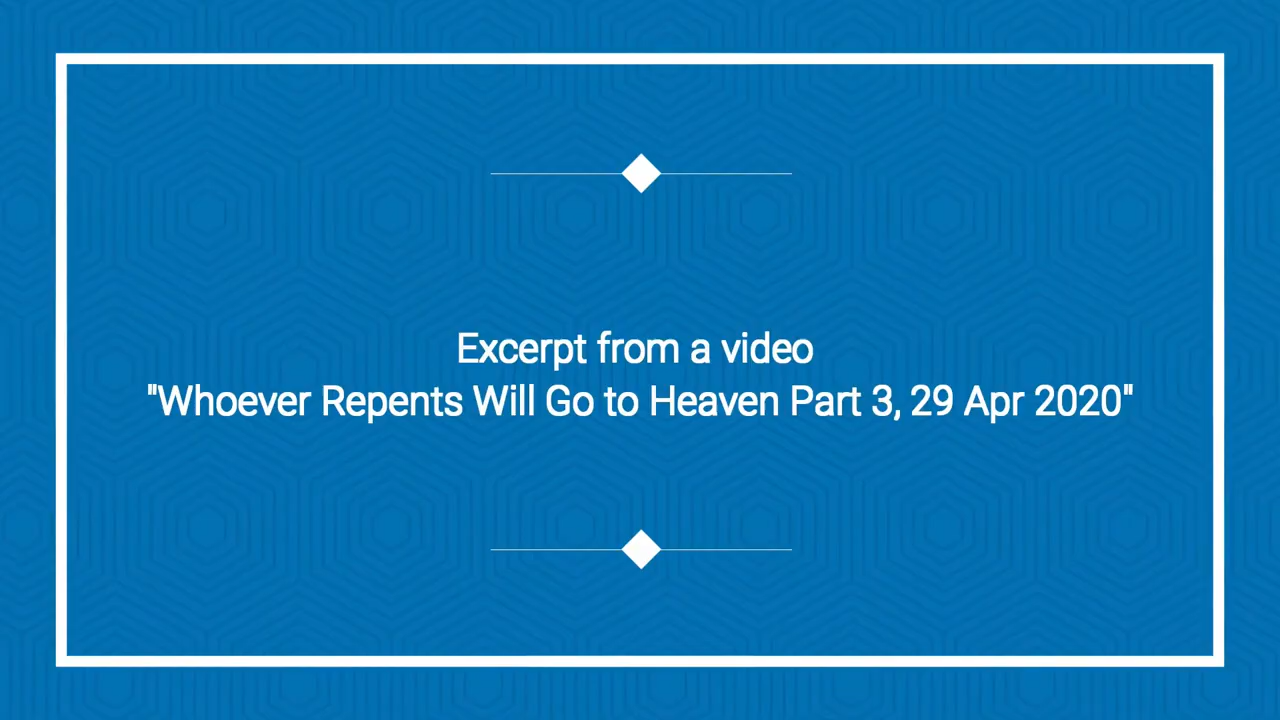 Excerpt from a video
"Whoever Repents Will Go to Heaven Part 3, 29 Apr 2020"